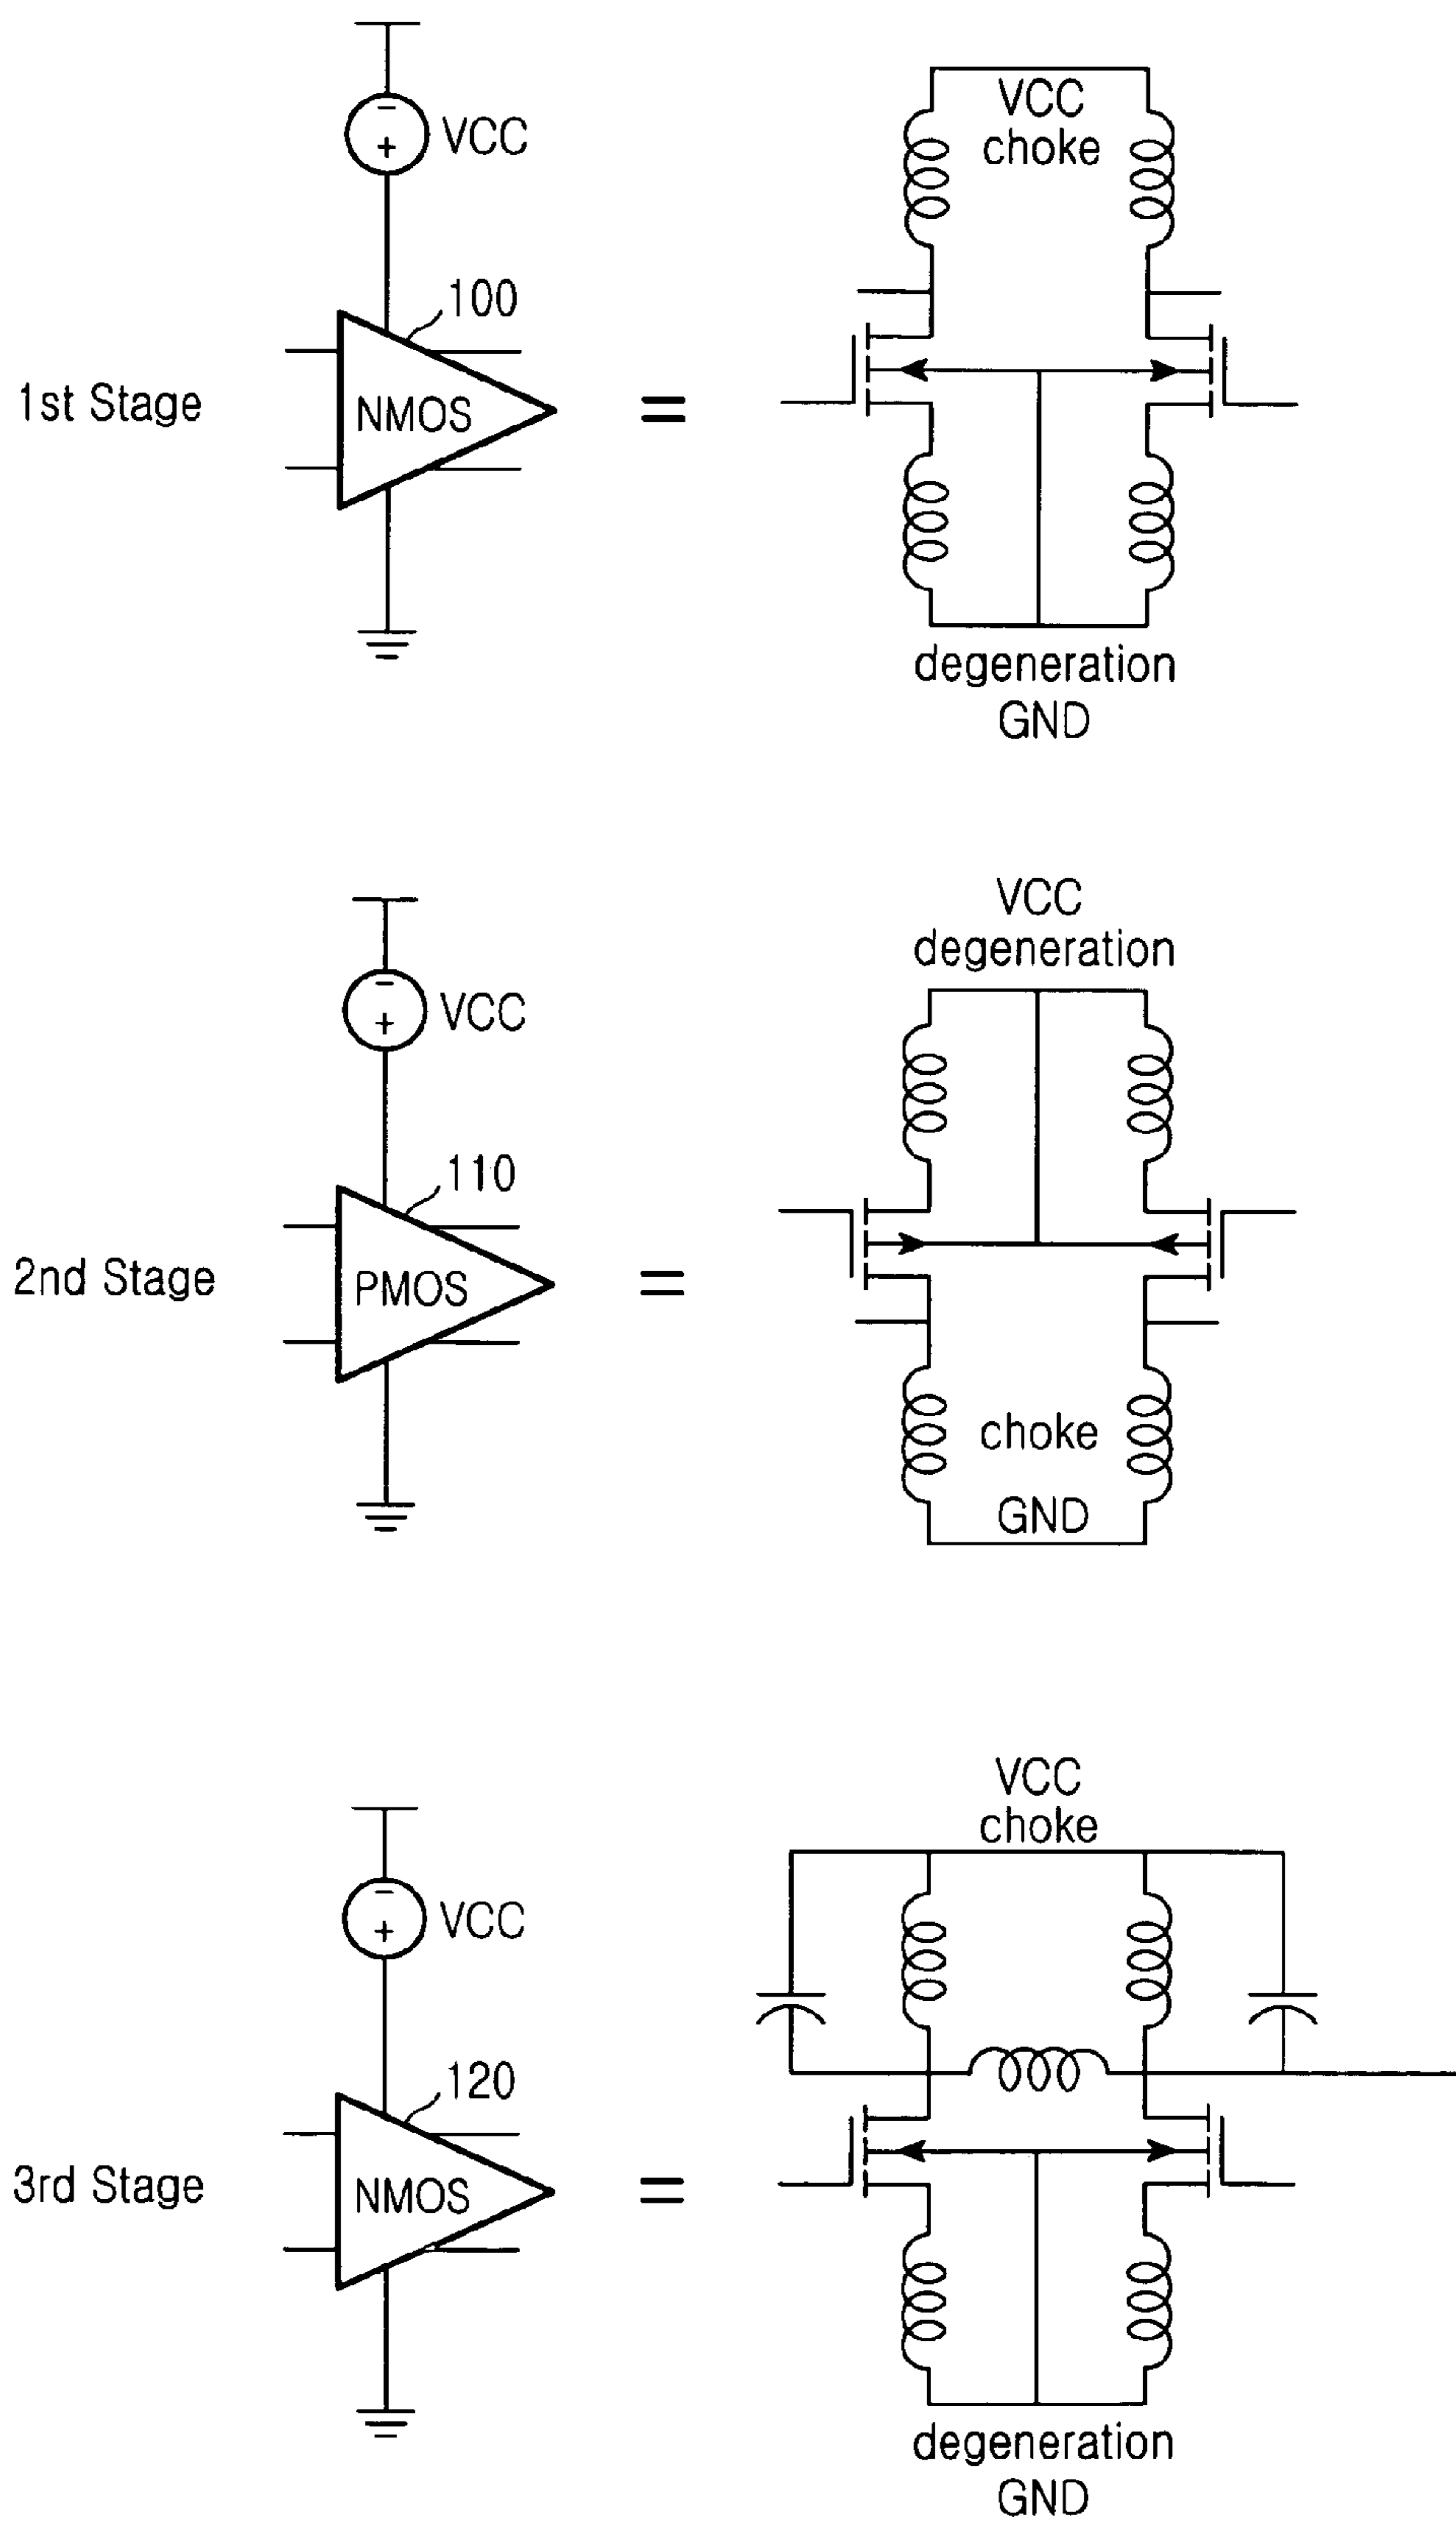 VCC
100
1st Stage
NMOS
=
VCC
choke
degeneration
GND
VCC
110
2nd Stage
PMOS
=
VCC
degeneration
choke
GND
VCC
120
3rd Stage
NMOS
=
VCC
choke
degeneration
GND